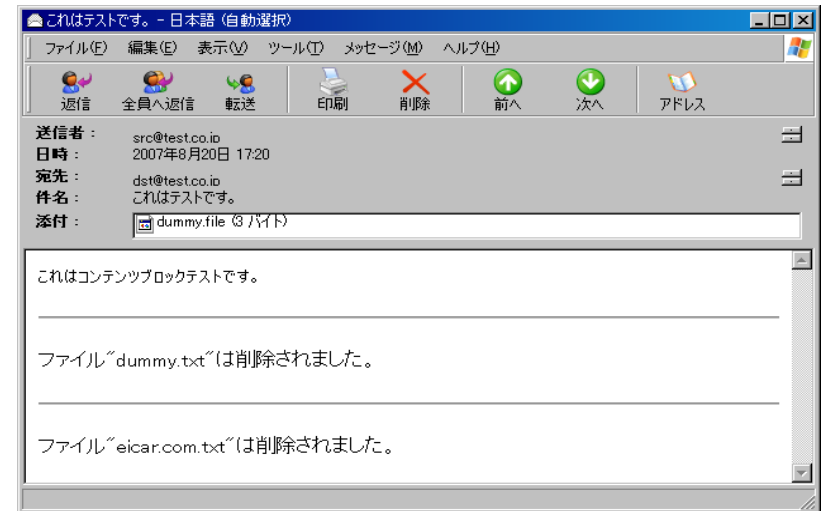 これはテストです。 - 日本語 (自動選択)
ファイル(F) 編集(E) 表示(V) ツール(T) メッセージ(M) ヘルプ(H)
返信 全員へ返信 転送 印刷 削除 前へ 次へ アドレス
送信者: src@test.co.jp
日時: 2007年8月20日 17:20
宛先: dst@test.co.jp
件名: これはテストです。
添付: dummy.file (3 バイト)
これはコンテンツブロックテストです。
ファイル"dummy.txt"は削除されました。
ファイル"eicar.com.txt"は削除されました。